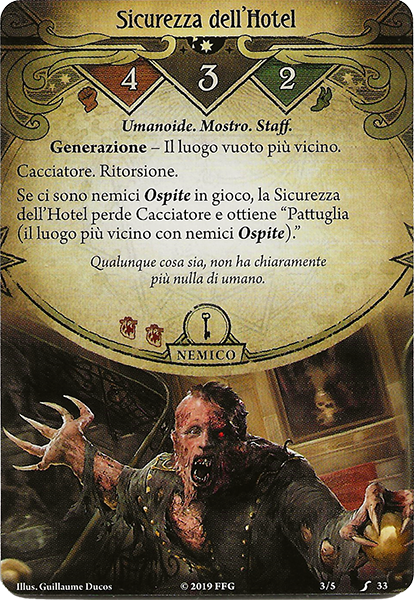 Sicurezza dell'Hotel
4 3 2
Umanoide. Mostro. Staff.
Generazione – Il luogo vuoto più vicino.
Cacciatore. Ritorsione.
Se ci sono nemici Ospite in gioco, la Sicurezza
dell'Hotel perde Cacciatore e ottiene “Pattuglia
(il luogo più vicino con nemici Ospite).”
Qualunque cosa sia, non ha chiaramente
più nulla di umano.
NEMICO
Illus. Guillaume Ducos © 2019 FFG 3/5 33